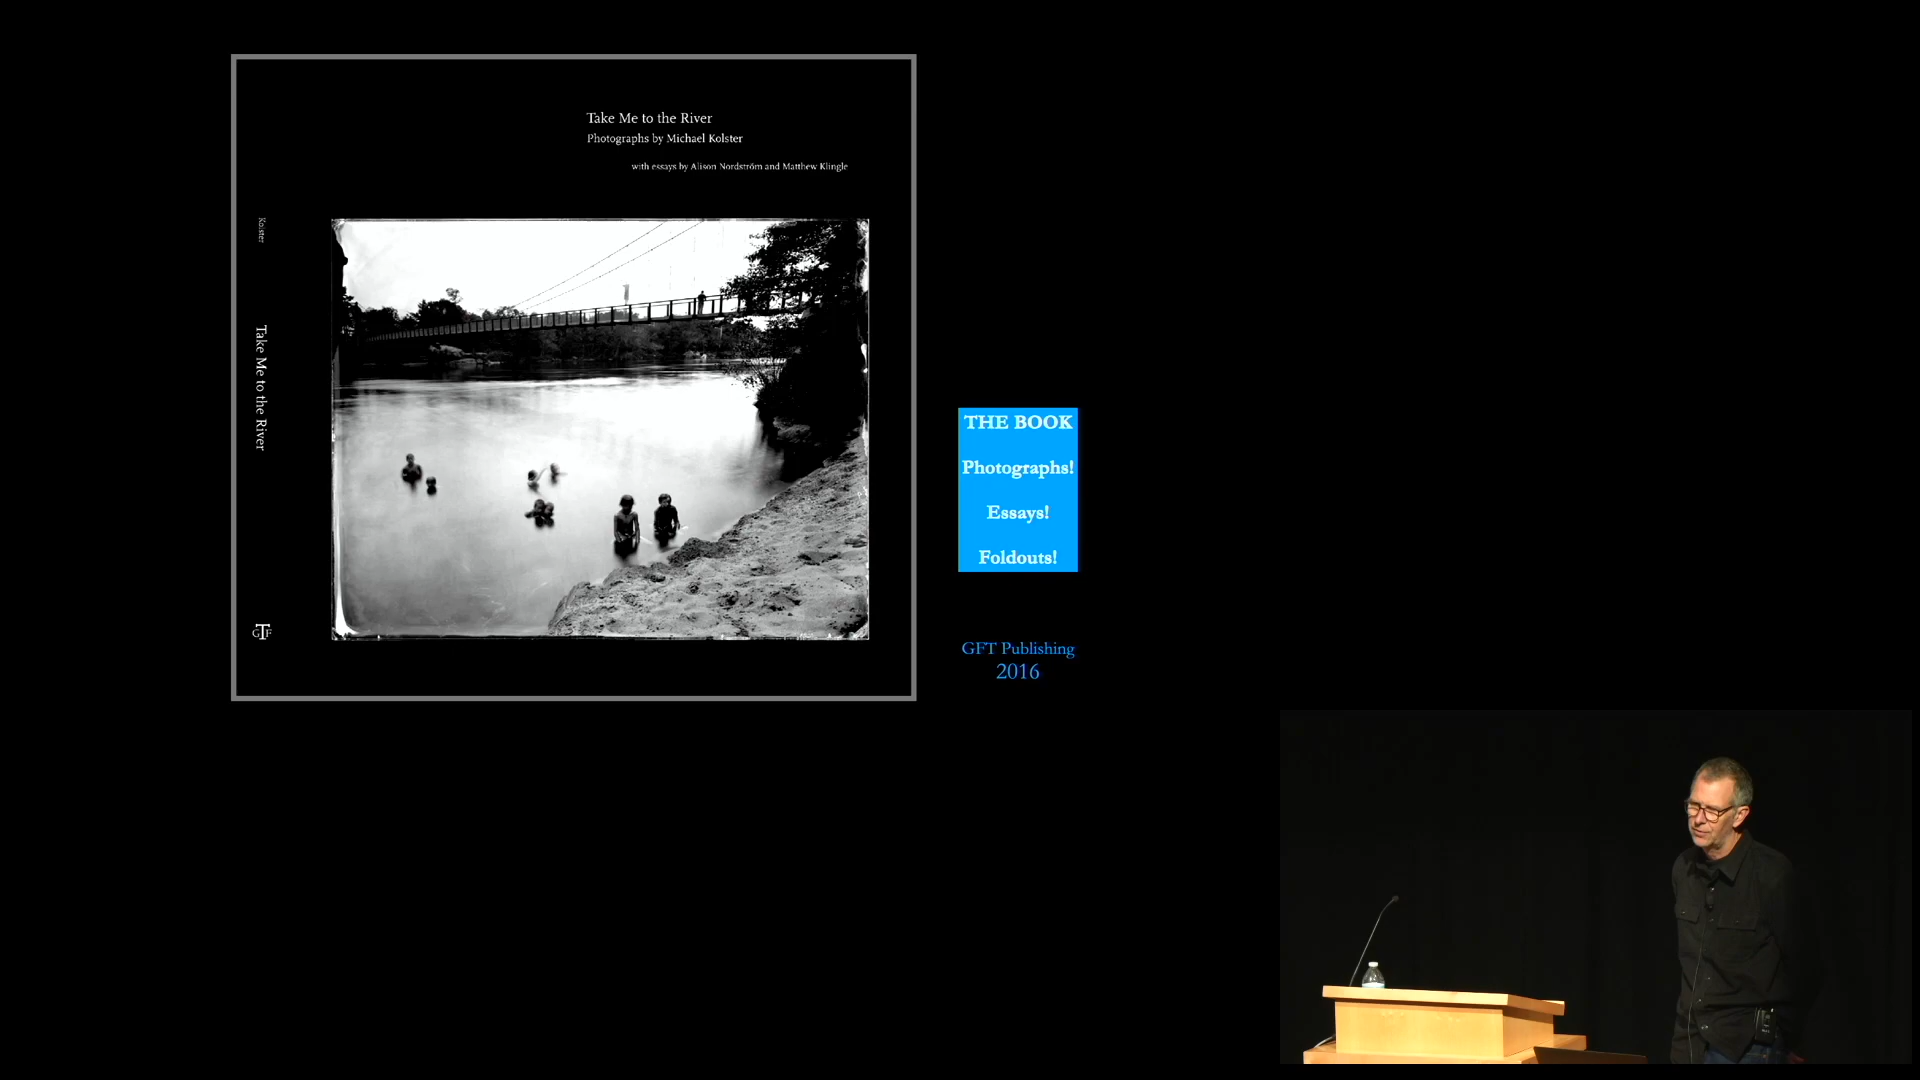 Take Me to the River
Photographs by Michael Kolster
with essays by Alison Nordström and Matthew Klingle
Kolster
Take Me to the River
GTF
THE BOOK
Photographs!
Essays!
Foldouts!
GFT Publishing
2016